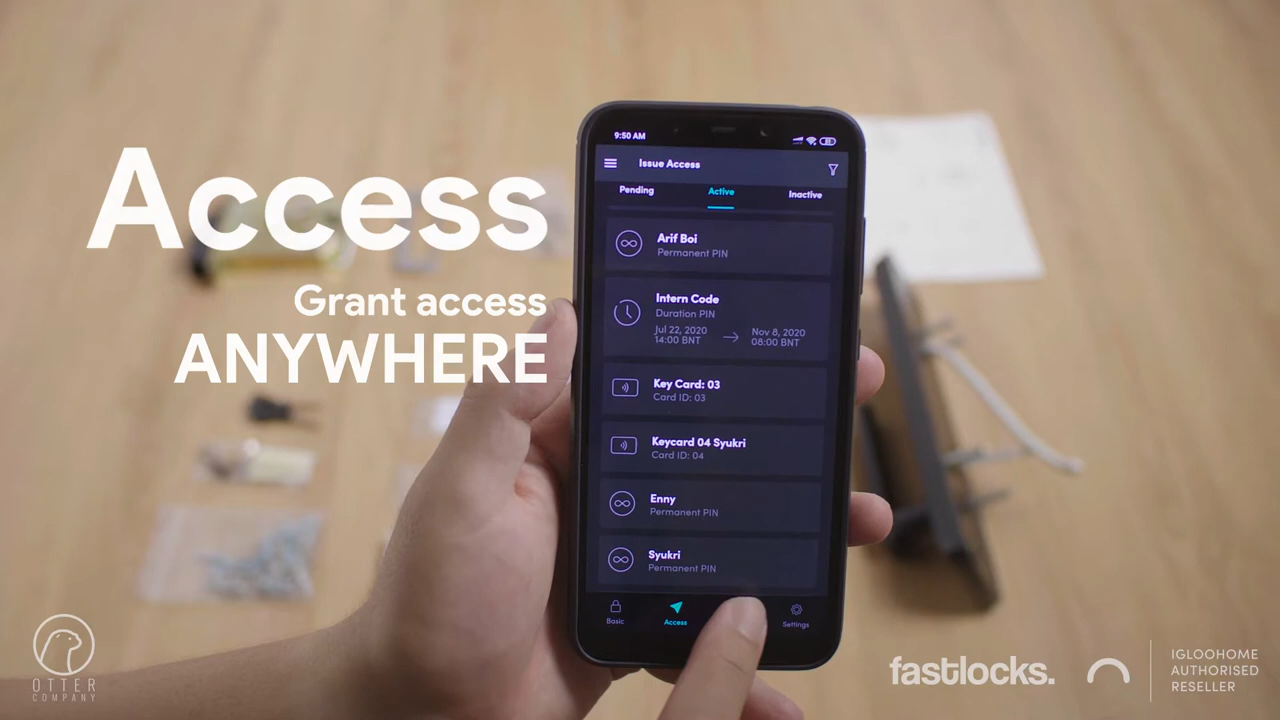 Access
Grant access
ANYWHERE
9:50 AM
Issue Access
Pending
Active
Inactive
Arif Boi
Permanent PIN
Intern Code
Duration PIN
Jul 22, 2020
14:00 BNT
Nov 8, 2020
08:00 BNT
Key Card: 03
Card ID: 03
Keycard 04 Syukri
Card ID: 04
Enny
Permanent PIN
Syukri
Permanent PIN
Basic
Access
Settings
OTTER
COMPANY
fastlocks.
IGLOOHOME
AUTHORISED
RESELLER